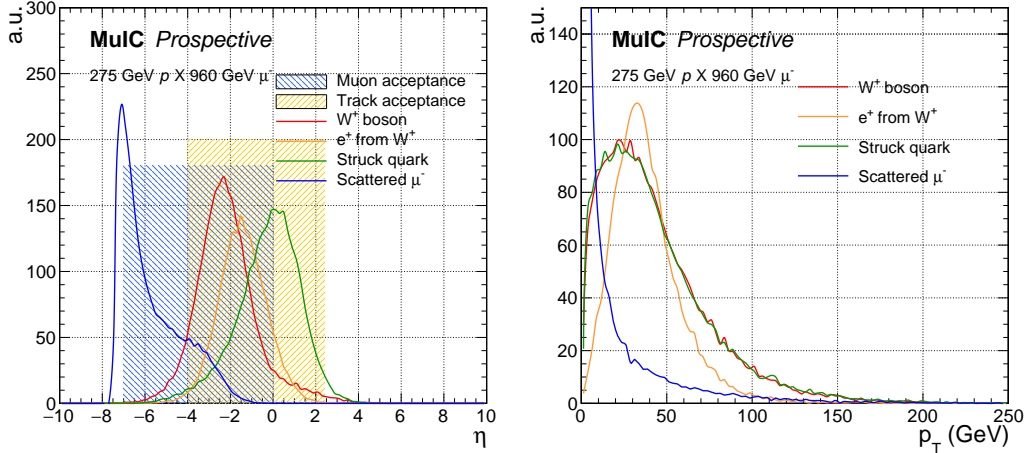 a.u.
300
250
200
150
100
50
0
MuIC Prospective
275 GeV p X 960 GeV μ-
Muon acceptance
Track acceptance
W+ boson
e+ from W+
Struck quark
Scattered μ-
−10 −8 −6 −4 −2 0 2 4 6 8 10
η
a.u.
140
120
100
80
60
40
20
0
MuIC Prospective
275 GeV p X 960 GeV μ-
W+ boson
e+ from W+
Struck quark
Scattered μ-
0 50 100 150 200 250
pT (GeV)